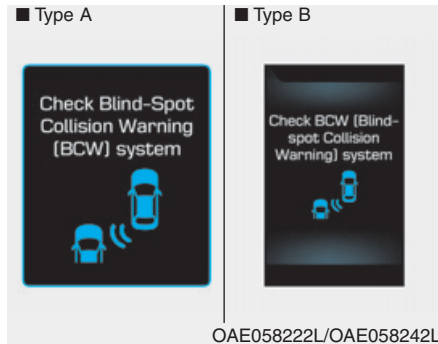 ■ Type A
■ Type B
Check Blind-Spot
Collision Warning
(BCW) system
Check BCW (Blind-
spot Collision
Warning) system
OAE058222L/OAE058242L